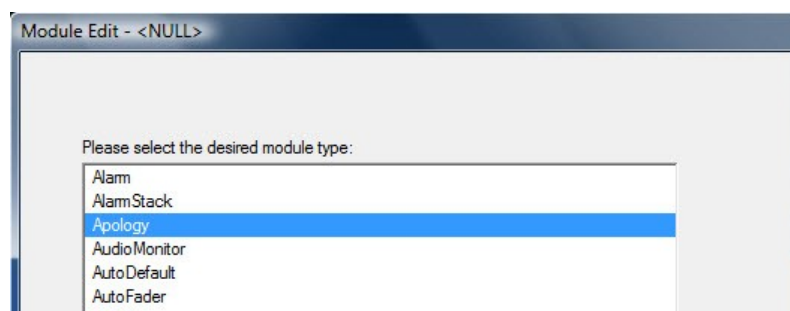 Module Edit - <NULL>
Please select the desired module type:
Alarm
AlarmStack
Apology
AudioMonitor
AutoDefault
AutoFader